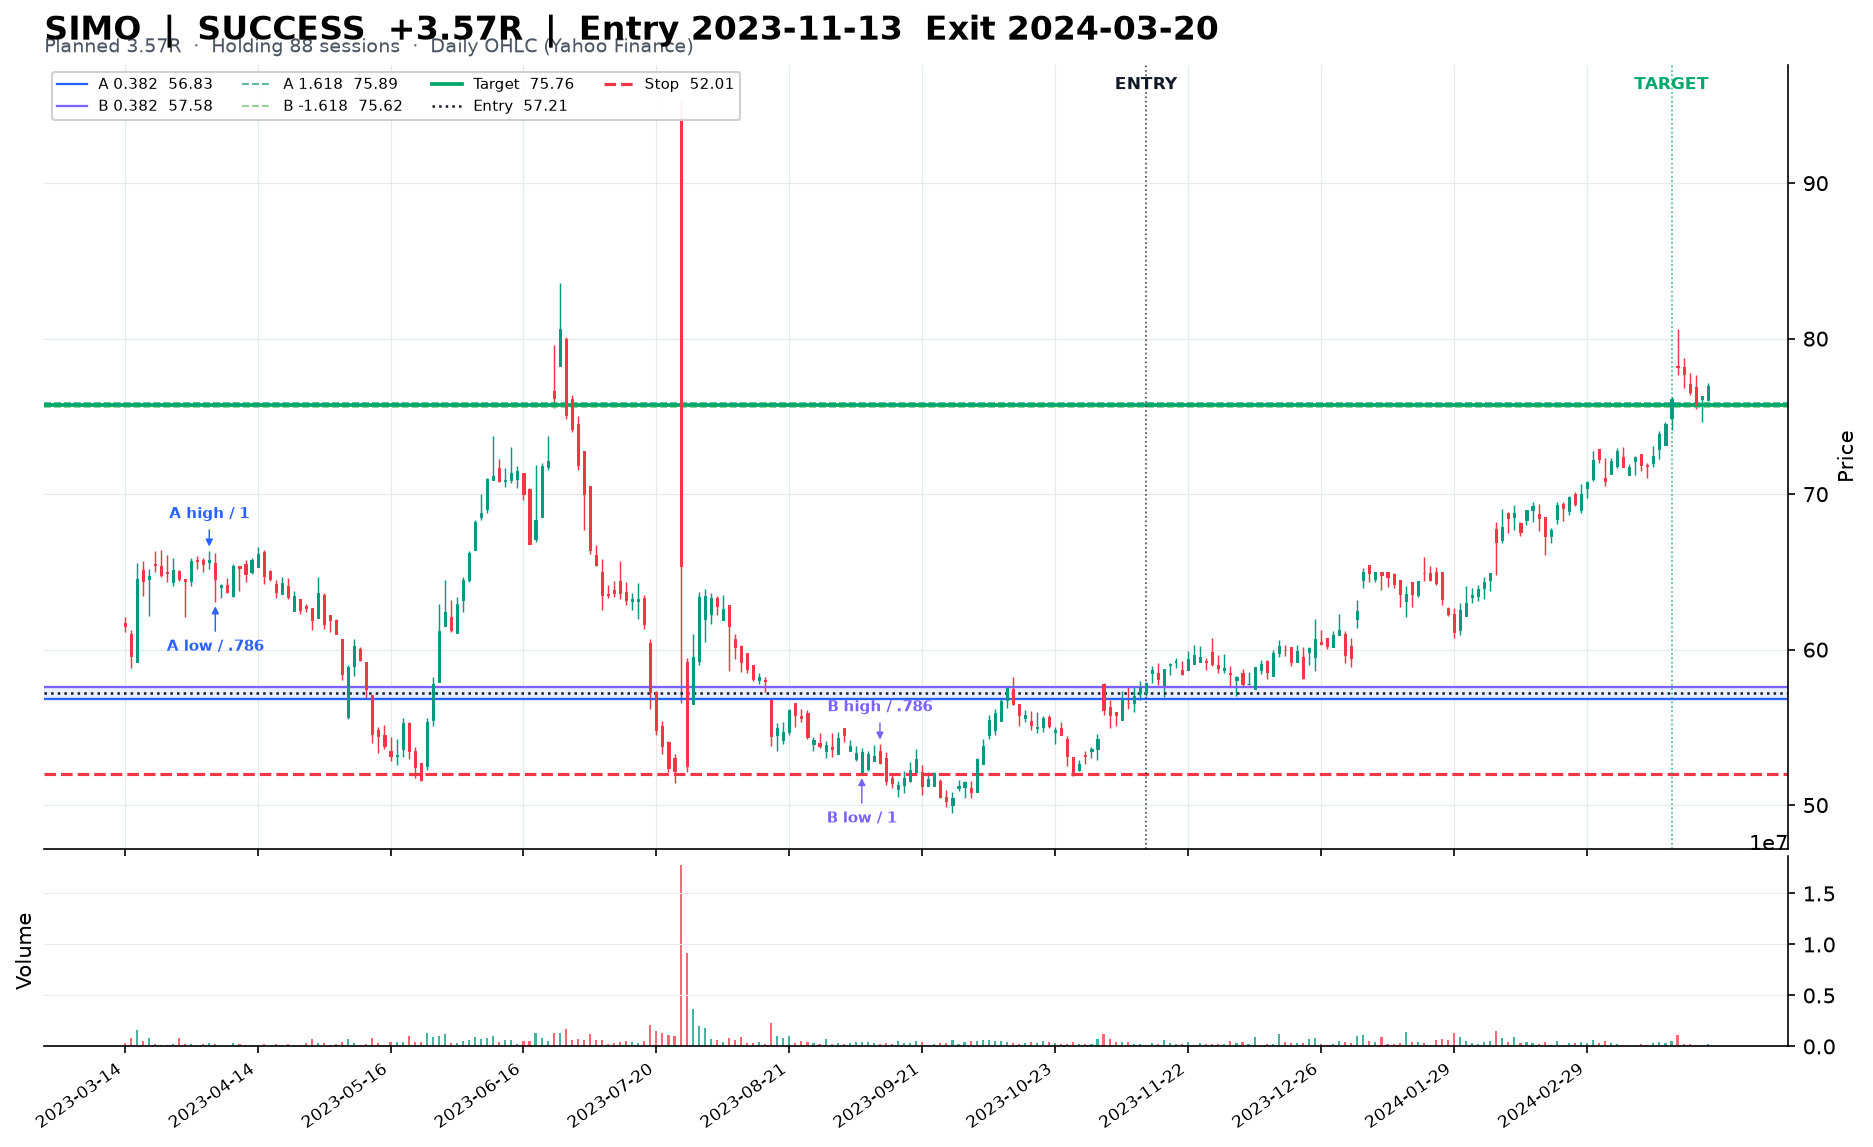 SIMO | SUCCESS +3.57R | Entry 2023-11-13 Exit 2024-03-20
Planned 3.57R · Holding 88 sessions · Daily OHLC (Yahoo Finance)
A 0.382 56.83 A 1.618 75.89 Target 75.76 Stop 52.01
B 0.382 57.58 B -1.618 75.62 Entry 57.21
ENTRY
TARGET
A high / 1
A low / .786
B high / .786
B low / 1
90
80
70
60
50
Price
1e7
1.5
1.0
0.5
0.0
Volume
2023-03-14
2023-04-14
2023-05-16
2023-06-16
2023-07-20
2023-08-21
2023-09-21
2023-10-23
2023-11-22
2023-12-26
2024-01-29
2024-02-29